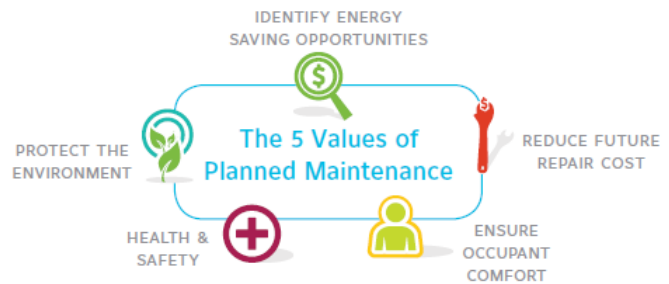 IDENTIFY ENERGY
SAVING OPPORTUNITIES
$
The 5 Values of
Planned Maintenance
$
REDUCE FUTURE
REPAIR COST
PROTECT THE
ENVIRONMENT
HEALTH &
SAFETY
ENSURE
OCCUPANT
COMFORT